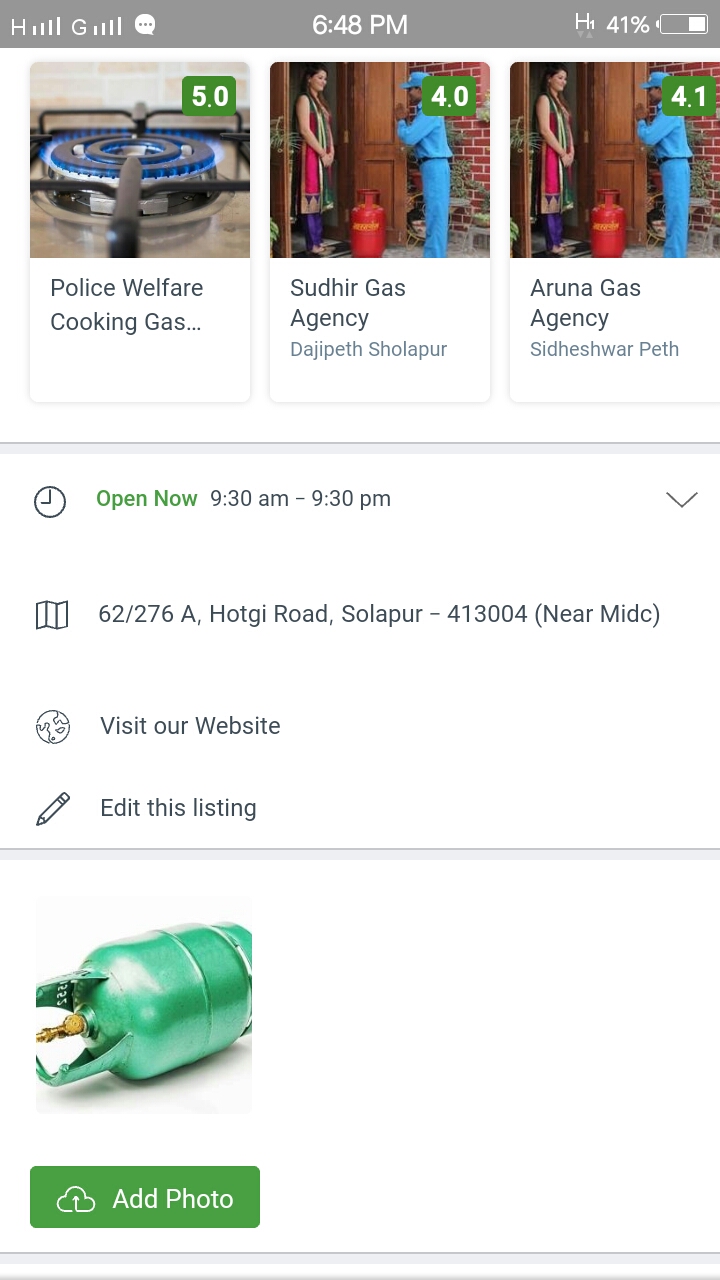 H G 6:48 PM H1 41%
5.0
4.0
4.1
Police Welfare
Cooking Gas...
Sudhir Gas
Agency
Dajipeth Sholapur
Aruna Gas
Agency
Sidheshwar Peth
Open Now 9:30 am – 9:30 pm
62/276 A, Hotgi Road, Solapur – 413004 (Near Midc)
Visit our Website
Edit this listing
Add Photo